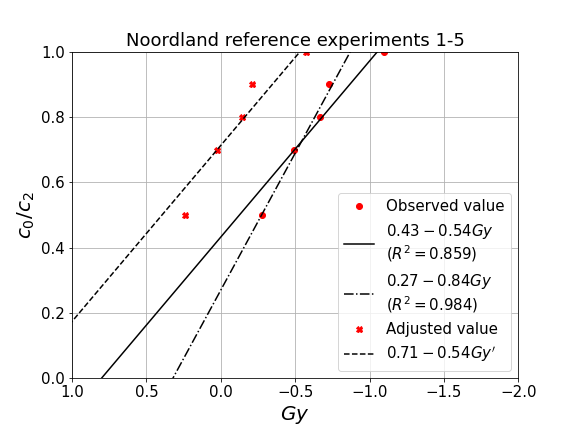 Noordland reference experiments 1-5
1.0
0.8
0.6
0.4
0.2
0.0
c₀/c₂
Observed value
0.43 − 0.54Gy
(R² = 0.859)
0.27 − 0.84Gy
(R² = 0.984)
Adjusted value
0.71 − 0.54Gy′
1.0 0.5 0.0 −0.5 −1.0 −1.5 −2.0
Gy